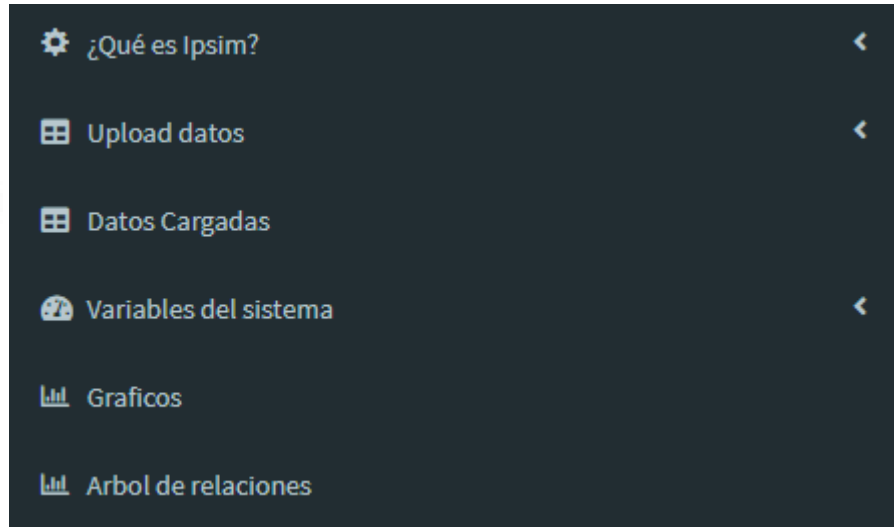 ¿Qué es Ipsim?
Upload datos
Datos Cargadas
Variables del sistema
Graficos
Arbol de relaciones